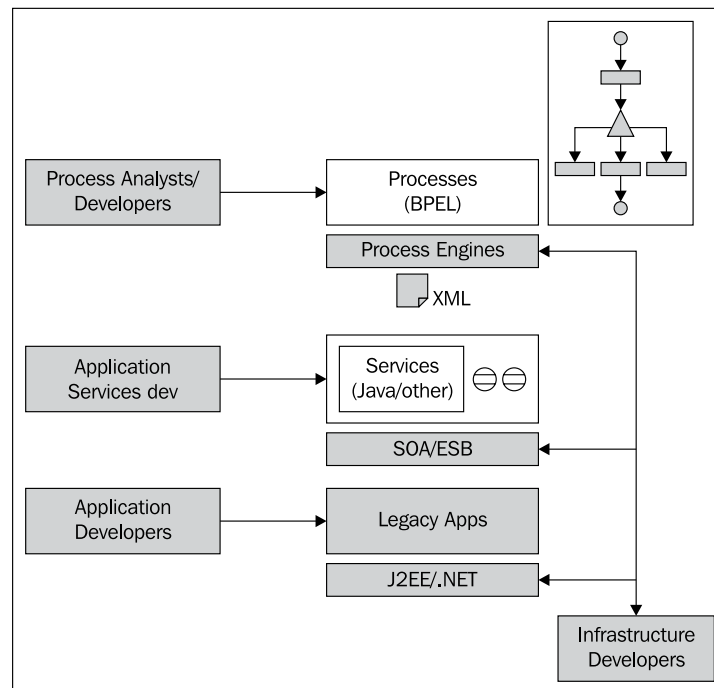 Process Analysts/
Developers
Processes
(BPEL)
Process Engines
XML
Application
Services dev
Services
(Java/other)
SOA/ESB
Application
Developers
Legacy Apps
J2EE/.NET
Infrastructure
Developers